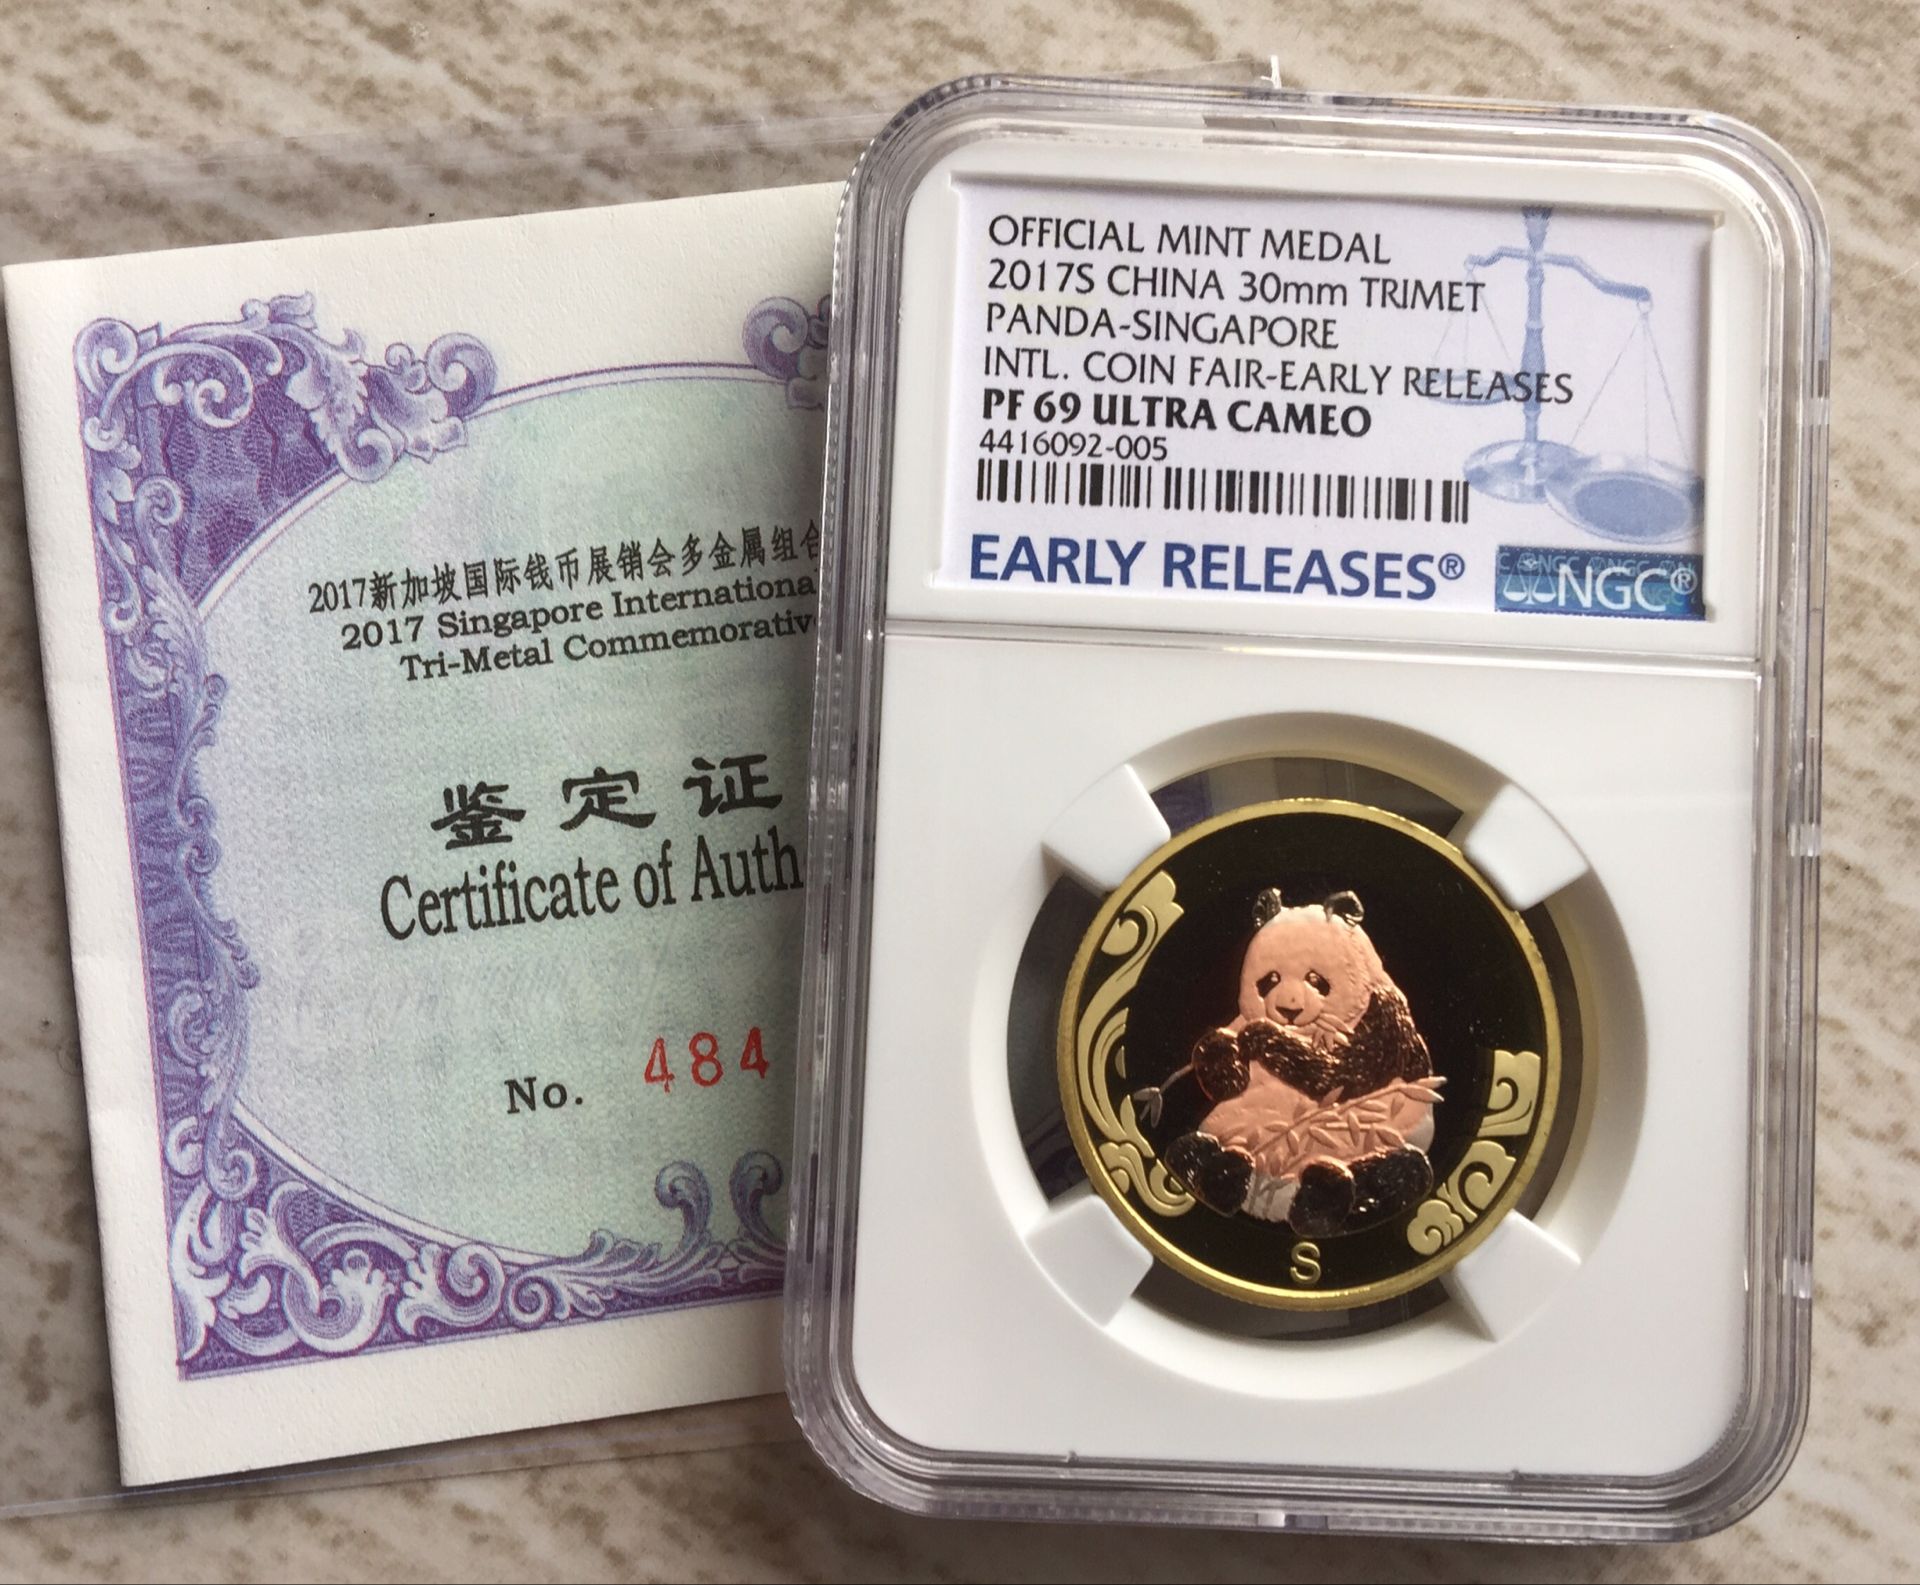 2017新加坡国际钱币展销会多金属组合
2017 Singapore International
Tri-Metal Commemorative
鉴定证
Certificate of Auth
No. 484
OFFICIAL MINT MEDAL
2017S CHINA 30mm TRIMET
PANDA-SINGAPORE
INTL. COIN FAIR-EARLY RELEASES
PF 69 ULTRA CAMEO
4416092-005
EARLY RELEASES®
NGC®
S